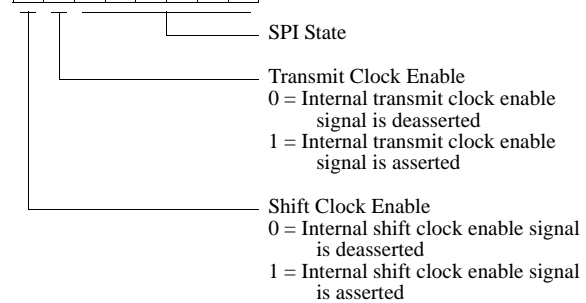 SPI State
Transmit Clock Enable
0 = Internal transmit clock enable
signal is deasserted
1 = Internal transmit clock enable
signal is asserted
Shift Clock Enable
0 = Internal shift clock enable signal
is deasserted
1 = Internal shift clock enable signal
is asserted